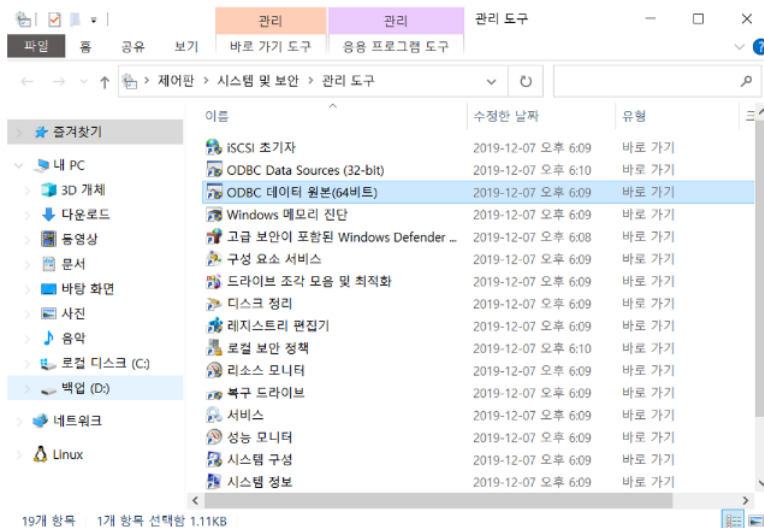 관리 관리 관리 도구
파일 홈 공유 보기 바로 가기 도구 응용 프로그램 도구
제어판 > 시스템 및 보안 > 관리 도구
이름 수정한 날짜 유형 크
즐겨찾기
내 PC
3D 개체
다운로드
동영상
문서
바탕 화면
사진
음악
로컬 디스크 (C:)
백업 (D:)
네트워크
Linux
iSCSI 초기자 2019-12-07 오후 6:09 바로 가기
ODBC Data Sources (32-bit) 2019-12-07 오후 6:10 바로 가기
ODBC 데이터 원본(64비트) 2019-12-07 오후 6:09 바로 가기
Windows 메모리 진단 2019-12-07 오후 6:09 바로 가기
고급 보안이 포함된 Windows Defender ... 2019-12-07 오후 6:08 바로 가기
구성 요소 서비스 2019-12-07 오후 6:09 바로 가기
드라이브 조각 모음 및 최적화 2019-12-07 오후 6:09 바로 가기
디스크 정리 2019-12-07 오후 6:09 바로 가기
레지스트리 편집기 2019-12-07 오후 6:09 바로 가기
로컬 보안 정책 2019-12-07 오후 6:10 바로 가기
리소스 모니터 2019-12-07 오후 6:09 바로 가기
복구 드라이브 2019-12-07 오후 6:09 바로 가기
서비스 2019-12-07 오후 6:09 바로 가기
성능 모니터 2019-12-07 오후 6:09 바로 가기
시스템 구성 2019-12-07 오후 6:09 바로 가기
시스템 정보 2019-12-07 오후 6:09 바로 가기
19개 항목 1개 항목 선택함 1.11KB